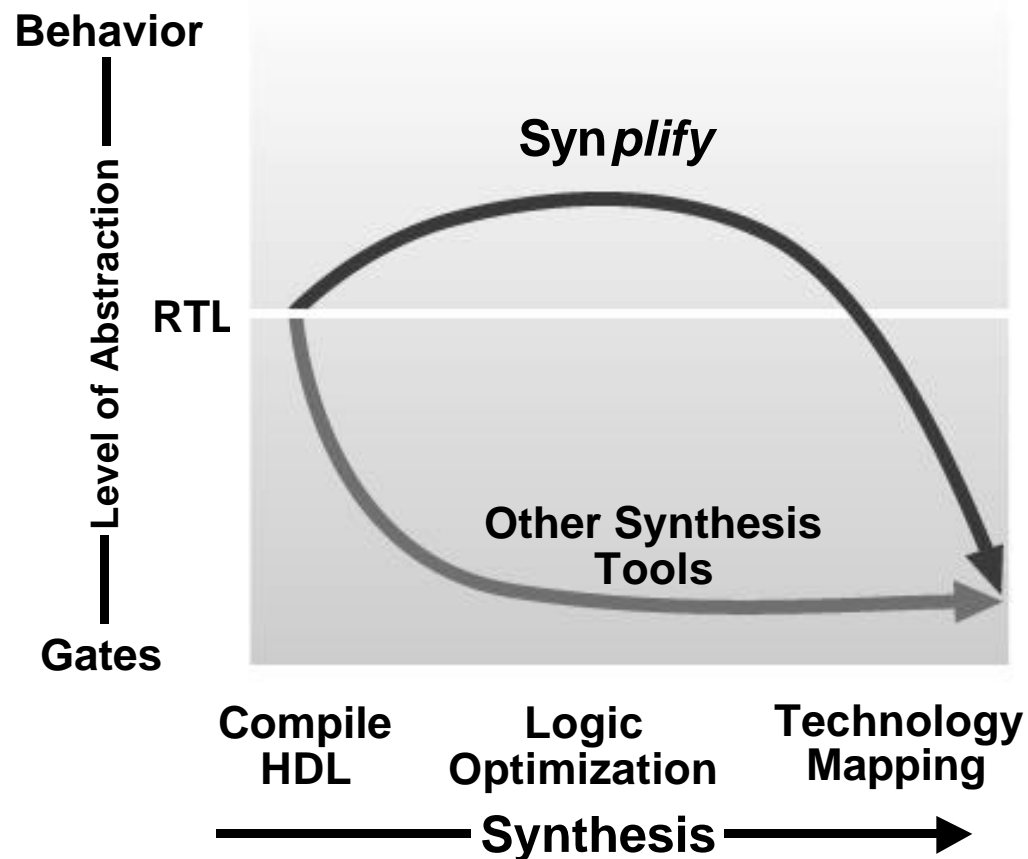 Behavior
Synplify
Level of Abstraction
RTL
Other Synthesis
Tools
Gates
Compile
HDL
Logic
Optimization
Technology
Mapping
Synthesis